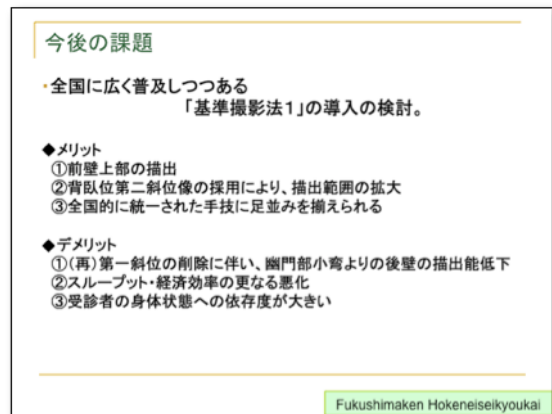 今後の課題
・全国に広く普及しつつある
「基準撮影法1」の導入の検討。
◆メリット
①前壁上部の描出
②背臥位第二斜位像の採用により、描出範囲の拡大
③全国的に統一された手技に足並みを揃えられる
◆デメリット
①(再)第一斜位の削除に伴い、幽門部小弯よりの後壁の描出能低下
②スループット・経済効率の更なる悪化
③受診者の身体状態への依存度が大きい
Fukushimaken Hokeneiseikyoukai